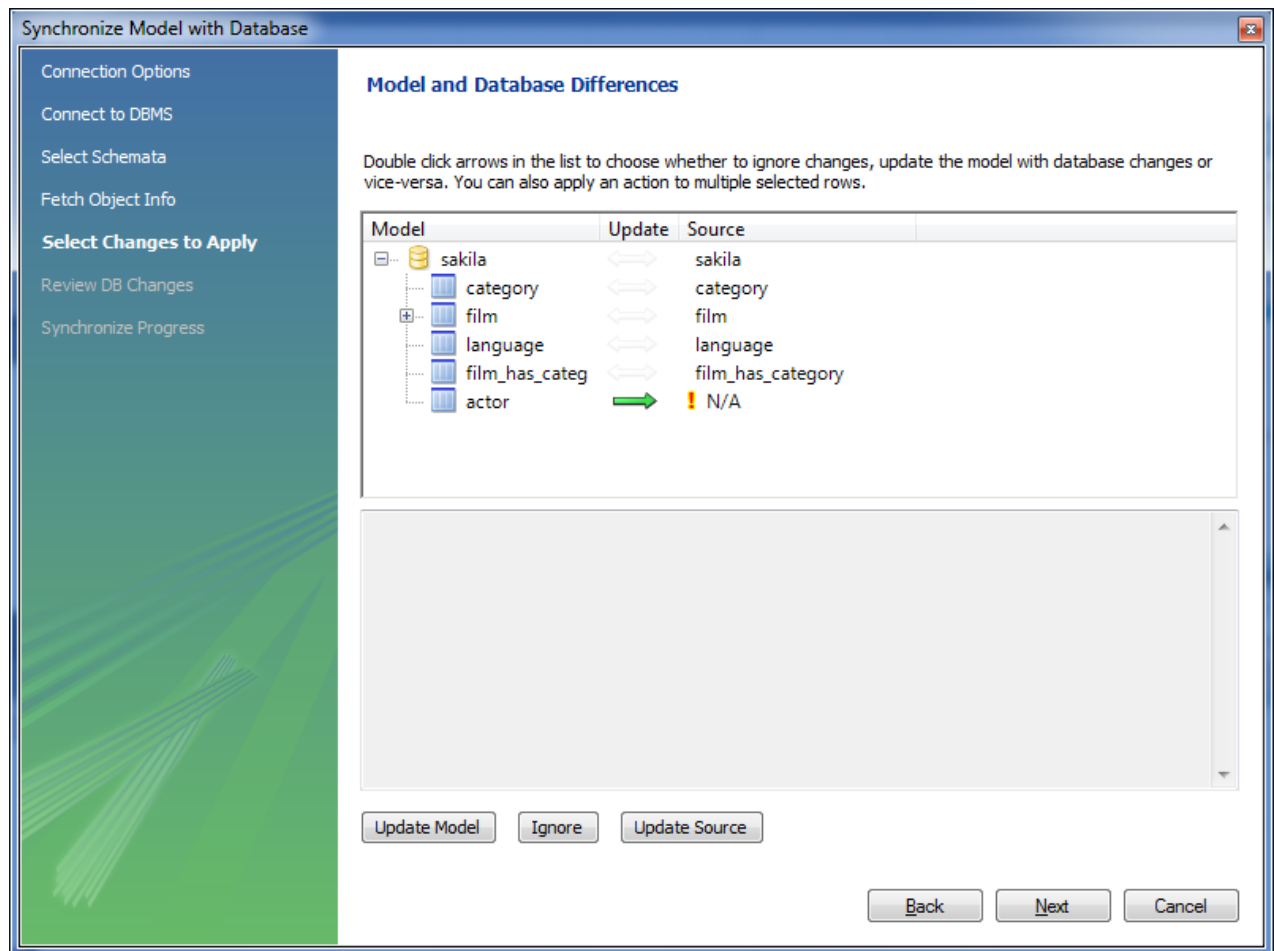 Synchronize Model with Database
Connection Options
Connect to DBMS
Select Schemata
Fetch Object Info
Select Changes to Apply
Review DB Changes
Synchronize Progress
Model and Database Differences
Double click arrows in the list to choose whether to ignore changes, update the model with database changes or
vice-versa. You can also apply an action to multiple selected rows.
Model Update Source
sakila sakila
category category
film film
language language
film_has_categ film_has_category
actor ! N/A
Update Model Ignore Update Source
Back Next Cancel